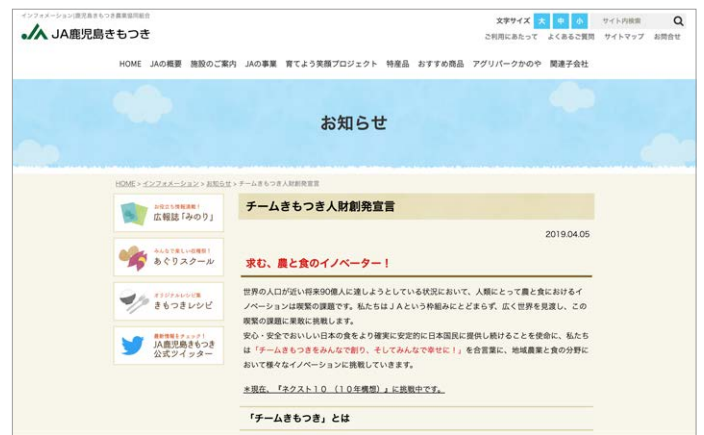 インフォメーション|鹿児島きもつき農業協同組合
JA鹿児島きもつき
文字サイズ 大 中 小 サイト内検索
ご利用にあたって よくあるご質問 サイトマップ お問合せ
HOME JAの概要 施設のご案内 JAの事業 育てよう笑顔プロジェクト 特産品 おすすめ商品 アグリパークかのや 関連子会社
お知らせ
HOME > インフォメーション > お知らせ > チームきもつき人財創発宣言
お役立ち情報満載!
広報誌「みのり」
みんなで楽しい収穫祭!
あぐりスクール
オリジナルレシピ集
きもつきレシピ
最新情報をチェック!
JA鹿児島きもつき
公式ツイッター
チームきもつき人財創発宣言
2019.04.05
求む、農と食のイノベーター！
世界の人口が近い将来90億人に達しようとしている状況において、人類にとって農と食におけるイ
ノベーションは喫緊の課題です。私たちはＪＡという枠組みにとどまらず、広く世界を見渡し、この
喫緊の課題に果敢に挑戦します。
安心・安全でおいしい日本の食をより確実に安定的に日本国民に提供し続けることを使命に、私たち
は「チームきもつきをみんなで創り、そしてみんなで幸せに！」を合言葉に、地域農業と食の分野に
おいて様々なイノベーションに挑戦していきます。
＊現在、『ネクスト１０（１０年構想）』に挑戦中です。
「チームきもつき」とは